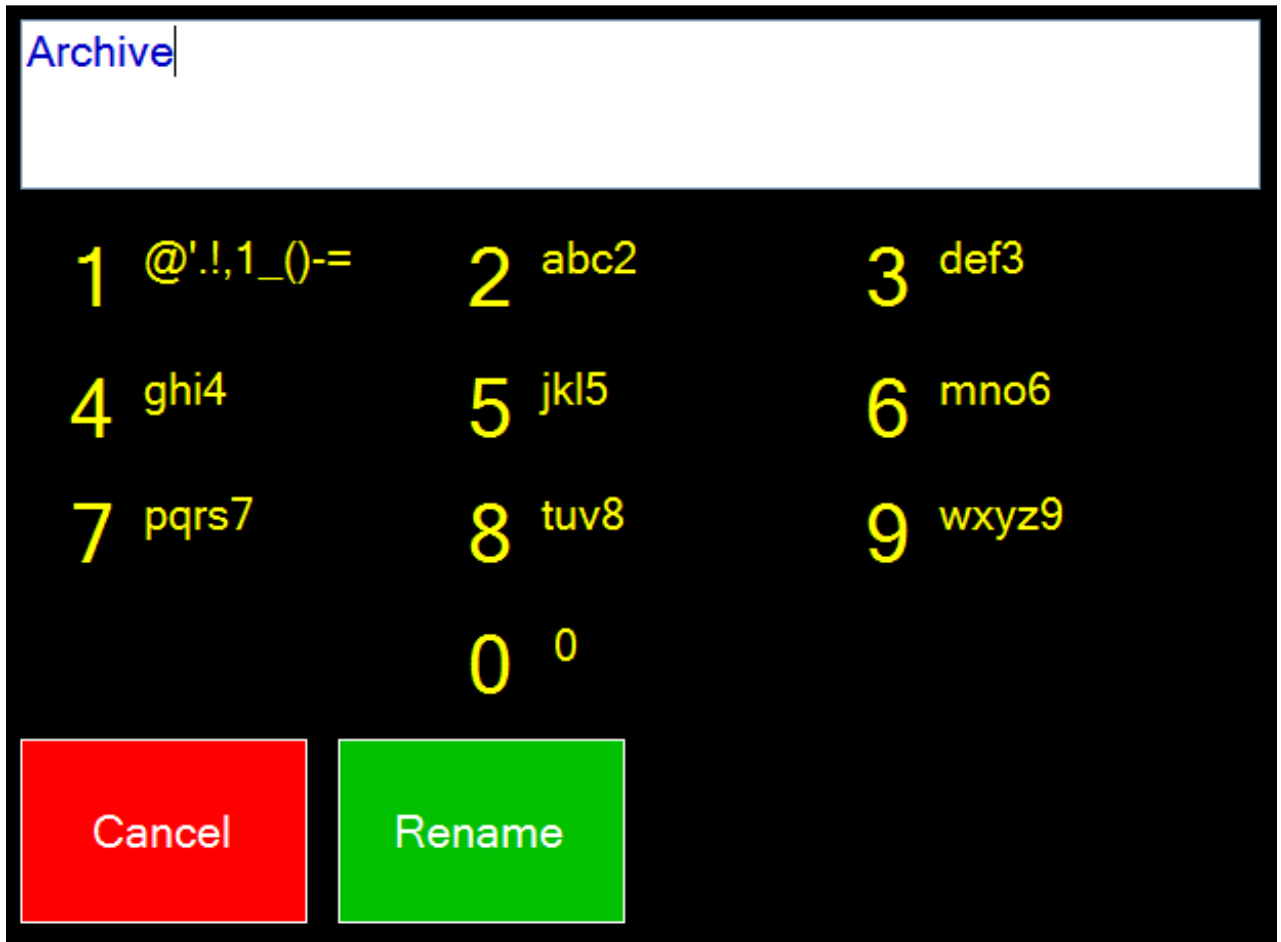 Archive
1 @'.!,1_()-= 2 abc2 3 def3
4 ghi4 5 jkl5 6 mno6
7 pqrs7 8 tuv8 9 wxyz9
0 0
Cancel Rename